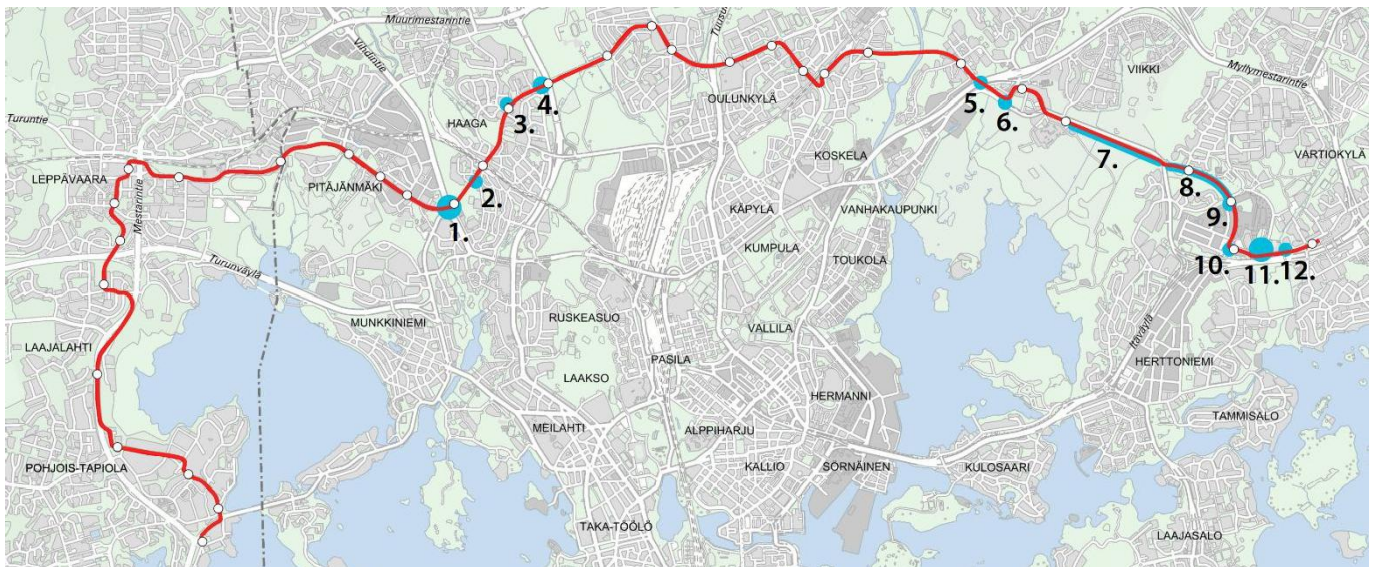 Muurimestarintie
Vihdintie
Tuusu
Turuntie
HAAGA
4.
3.
OULUNKYLÄ
5.
6.
VIIKKI
Myllymestarintie
7.
VARTIOKYLÄ
LEPPÄVAARA
Mestarintie
PITÄJÄNMÄKI
2.
1.
KOSKELA
8.
9.
KÄPYLÄ
VANHAKAUPUNKI
10.
11.
12.
KUMPULA
TOUKOLA
Turunväylä
MUNKKINIEMI
RUSKEASUO
VALLILA
LAAJALAHTI
PASILA
LAAKSO
Itäväylä
HERTTONIEMI
HERMANNI
TAMMISALO
MEILAHTI
ALPPIHARJU
POHJOIS-TAPIOLA
KALLIO
SÖRNÄINEN
KULOSAARI
TAKA-TÖÖLÖ
LAAJASALO